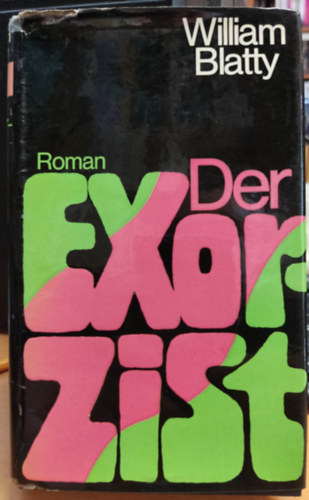 William
Blatty
Roman
Der
Exor-
zist